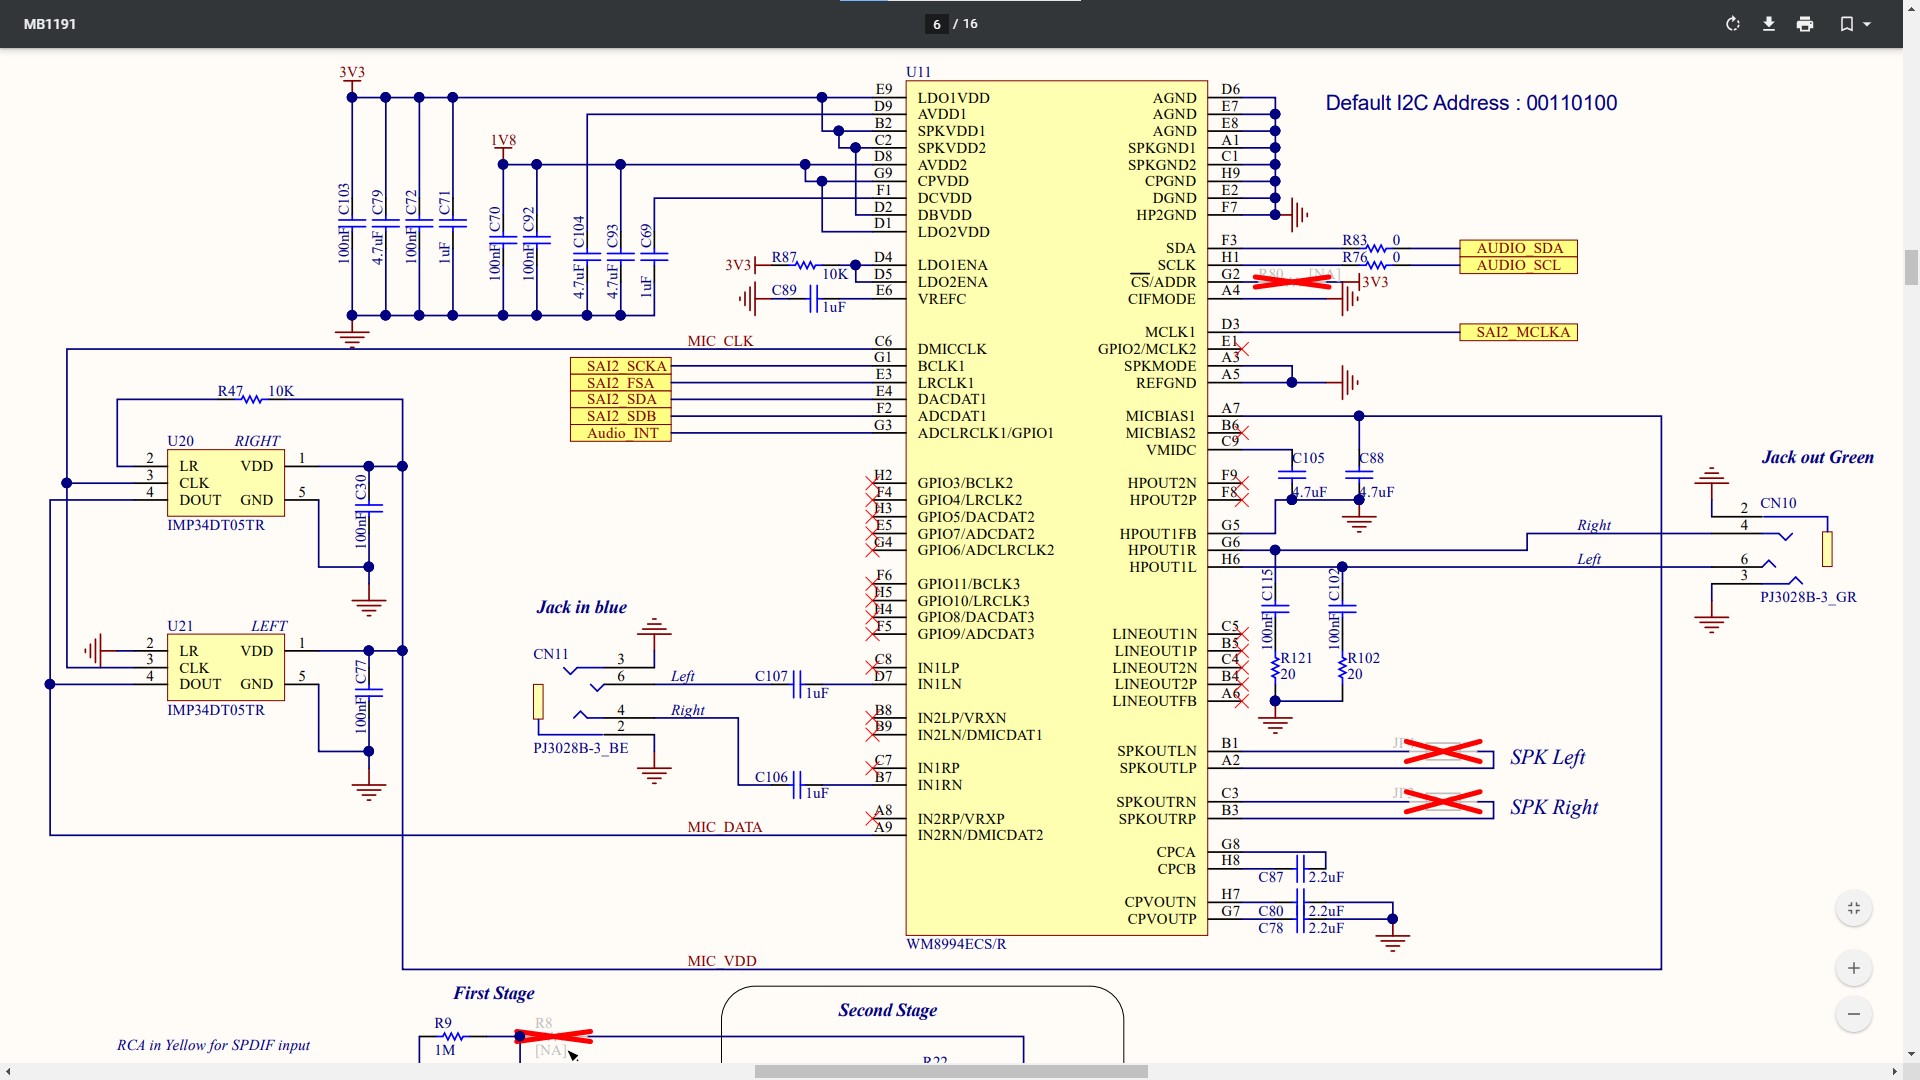 MB1191
6 / 16
3V3
U11
Default I2C Address : 00110100
1V8
C103
100nF
C79
4.7uF
C72
100nF
C71
1uF
C70
100nF
C92
100nF
C104
4.7uF
C93
4.7uF
C69
1uF
3V3
R87
10K
C89
1uF
E9 LDO1VDD
D9 AVDD1
B2 SPKVDD1
C2 SPKVDD2
D8 AVDD2
G9 CPVDD
F1 DCVDD
D2 DBVDD
D1 LDO2VDD
D4 LDO1ENA
D5 LDO2ENA
E6 VREFC
MIC_CLK
C6 DMICCLK
SAI2_SCKA G1 BCLK1
SAI2_FSA E3 LRCLK1
SAI2_SDA E4 DACDAT1
SAI2_SDB F2 ADCDAT1
Audio_INT G3 ADCLRCLK1/GPIO1
H2 GPIO3/BCLK2
F4 GPIO4/LRCLK2
H3 GPIO5/DACDAT2
E5 GPIO7/ADCDAT2
G4 GPIO6/ADCLRCLK2
F6 GPIO11/BCLK3
H5 GPIO10/LRCLK3
H4 GPIO8/DACDAT3
F5 GPIO9/ADCDAT3
C8 IN1LP
D7 IN1LN
B8 IN2LP/VRXN
B9 IN2LN/DMICDAT1
C7 IN1RP
B7 IN1RN
A8 IN2RP/VRXP
A9 IN2RN/DMICDAT2
AGND D6
AGND E7
AGND E8
SPKGND1 A1
SPKGND2 C1
CPGND H9
DGND E2
HP2GND F7
SDA F3 R83 0 AUDIO_SDA
SCLK H1 R76 0 AUDIO_SCL
CS/ADDR G2 R80 [NA] 3V3
CIFMODE A4
MCLK1 D3 SAI2_MCLKA
GPIO2/MCLK2 E1
SPKMODE A3
REFGND A5
MICBIAS1 A7
MICBIAS2 B6
VMIDC C9
C105
4.7uF
C88
4.7uF
HPOUT2N F9
HPOUT2P F8
HPOUT1FB G5
HPOUT1R G6
HPOUT1L H6
Right
Left
Jack out Green
CN10
2
4
6
3
PJ3028B-3_GR
C115
100nF
C102
100nF
R121
20
R102
20
LINEOUT1N C5
LINEOUT1P B5
LINEOUT2N C4
LINEOUT2P B4
LINEOUTFB A6
SPKOUTLN B1
SPKOUTLP A2
SPK Left
SPKOUTRN C3
SPKOUTRP B3
SPK Right
CPCA G8
CPCB H8
C87 2.2uF
CPVOUTN H7
CPVOUTP G7
C80 2.2uF
C78 2.2uF
WM8994ECS/R
R47 10K
U20 RIGHT
2 LR VDD 1
3 CLK
4 DOUT GND 5
IMP34DT05TR
C30
100nF
U21 LEFT
2 LR VDD 1
3 CLK
4 DOUT GND 5
IMP34DT05TR
C77
100nF
Jack in blue
CN11
3
6
4
2
PJ3028B-3_BE
Left
Right
C107
1uF
C106
1uF
MIC_DATA
MIC_VDD
First Stage
Second Stage
R9
1M
R8
[NA]
RCA in Yellow for SPDIF input
R22